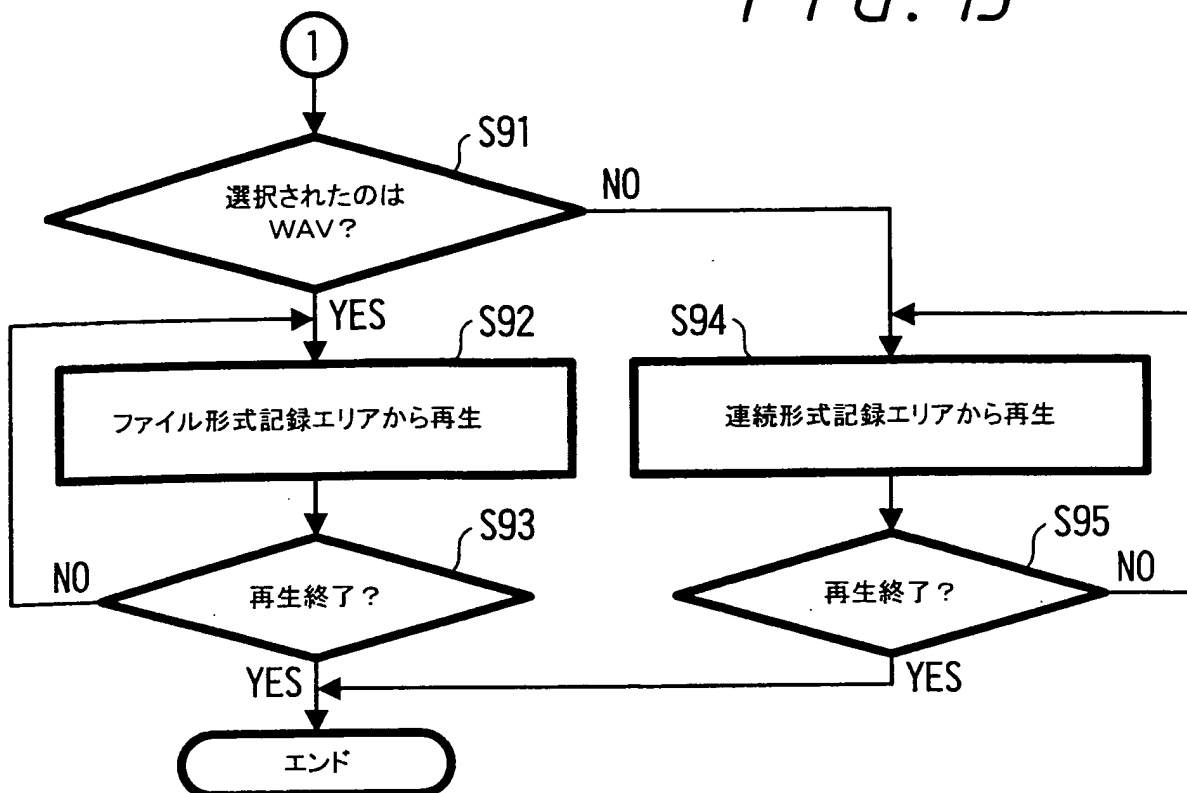 1
S91
選択されたのは
WAV?
NO
YES
S92
ファイル形式記録エリアから再生
S94
連続形式記録エリアから再生
S93
再生終了?
NO
YES
S95
再生終了?
NO
YES
エンド